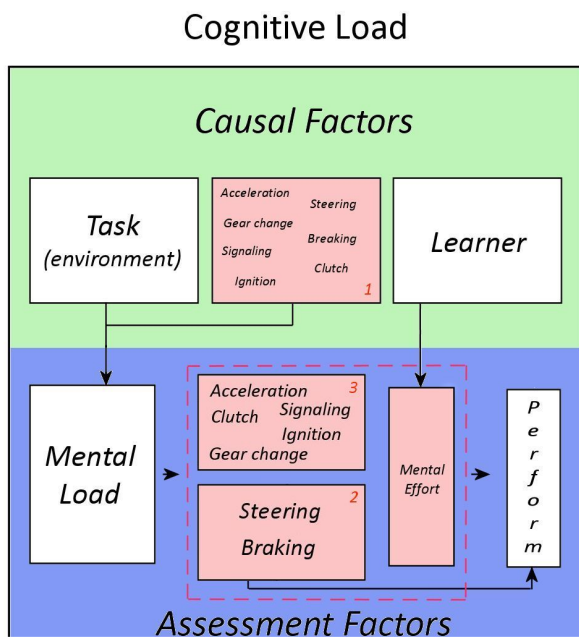 Cognitive Load
Causal Factors
Task
(environment)
Acceleration
Steering
Gear change
Breaking
Signaling
Clutch
Ignition
1
Learner
Mental
Load
Acceleration
3
Clutch
Signaling
Ignition
Gear change
Steering
2
Braking
Mental
Effort
Perform
Assessment Factors